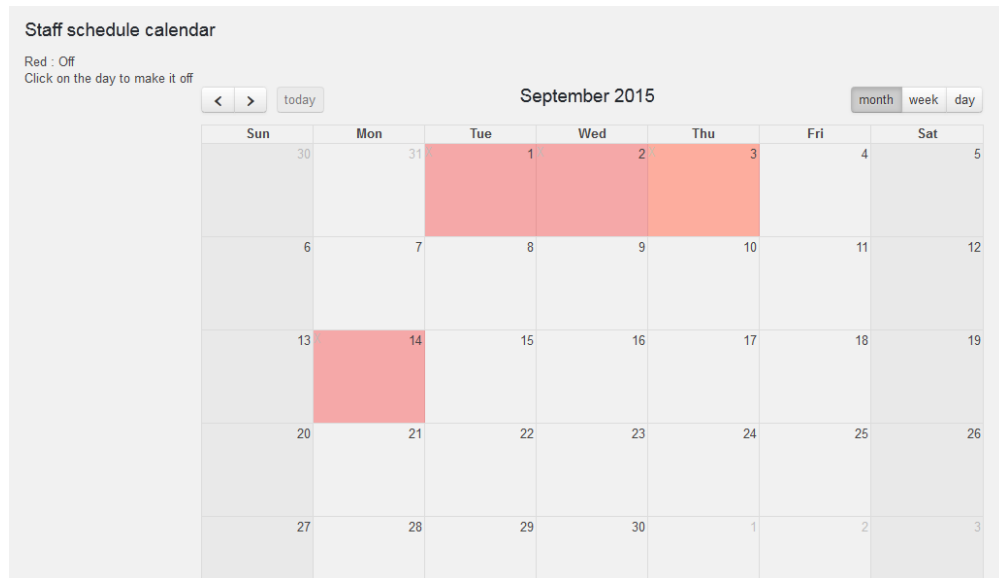 Staff schedule calendar
Red : Off
Click on the day to make it off
today September 2015 month week day
Sun Mon Tue Wed Thu Fri Sat
30 31 1 2 3 4 5
6 7 8 9 10 11 12
13 14 15 16 17 18 19
20 21 22 23 24 25 26
27 28 29 30 1 2 3